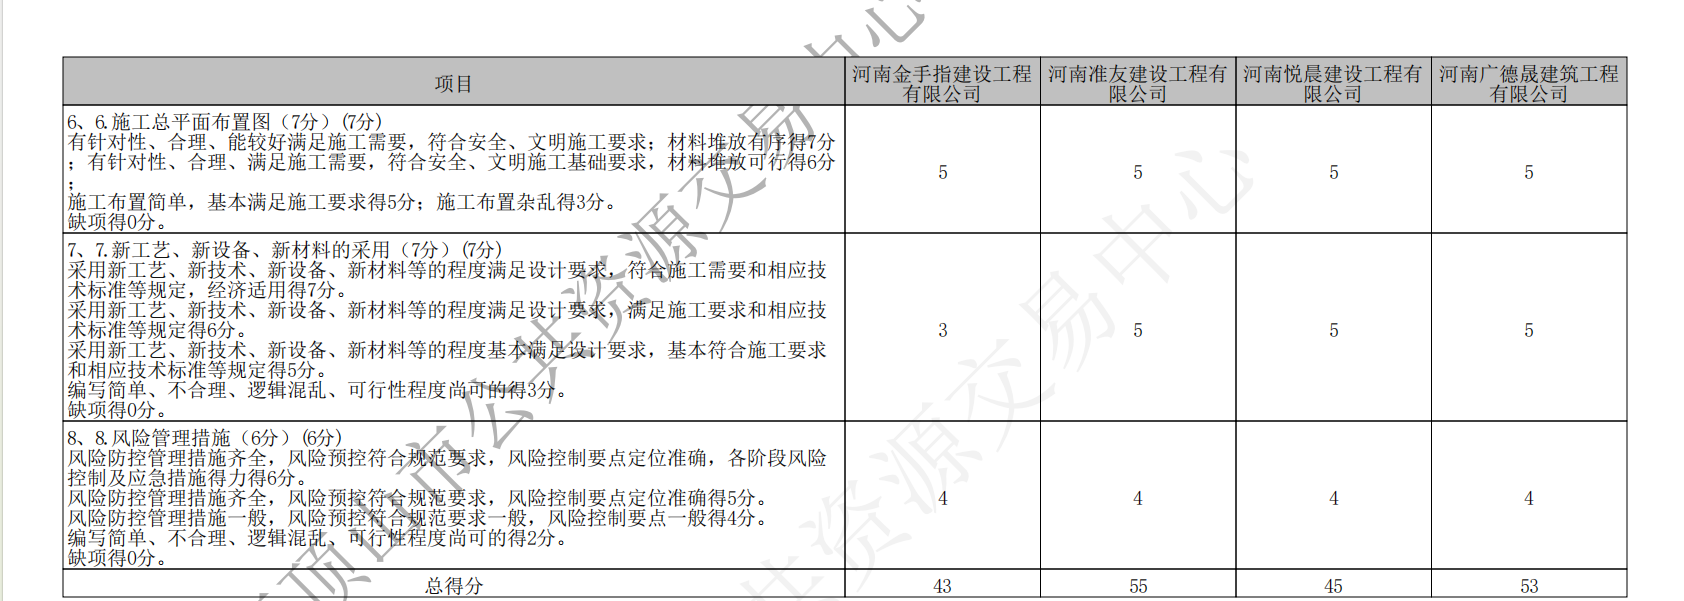 项目
河南金手指建设工程
有限公司
河南准友建设工程有
限公司
河南悦晨建设工程有
限公司
河南广德晟建筑工程
有限公司
6、6.施工总平面布置图（7分）(7分)
有针对性、合理、能较好满足施工需要，符合安全、文明施工要求；材料堆放有序得7分
；有针对性、合理、满足施工需要，符合安全、文明施工基础要求，材料堆放可行得6分
；
施工布置简单，基本满足施工要求得5分；施工布置杂乱得3分。
缺项得0分。
5
5
5
5
7、7.新工艺、新设备、新材料的采用（7分）(7分)
采用新工艺、新技术、新设备、新材料等的程度满足设计要求，符合施工需要和相应技
术标准等规定，经济适用得7分。
采用新工艺、新技术、新设备、新材料等的程度满足设计要求，满足施工要求和相应技
术标准等规定得6分。
采用新工艺、新技术、新设备、新材料等的程度基本满足设计要求，基本符合施工要求
和相应技术标准等规定得5分。
编写简单、不合理、逻辑混乱、可行性程度尚可的得3分。
缺项得0分。
3
5
5
5
8、8.风险管理措施（6分）(6分)
风险防控管理措施齐全，风险预控符合规范要求，风险控制要点定位准确，各阶段风险
控制及应急措施得力得6分。
风险防控管理措施齐全，风险预控符合规范要求，风险控制要点定位准确得5分。
风险防控管理措施一般，风险预控符合规范要求一般，风险控制要点一般得4分。
编写简单、不合理、逻辑混乱、可行性程度尚可的得2分。
缺项得0分。
4
4
4
4
总得分
43
55
45
53
顶山市公共资源交易中心
共资源交易中心